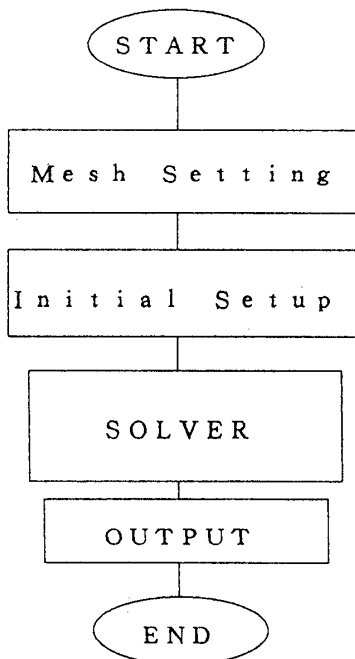 START
Mesh Setting
Initial Setup
SOLVER
OUTPUT
END